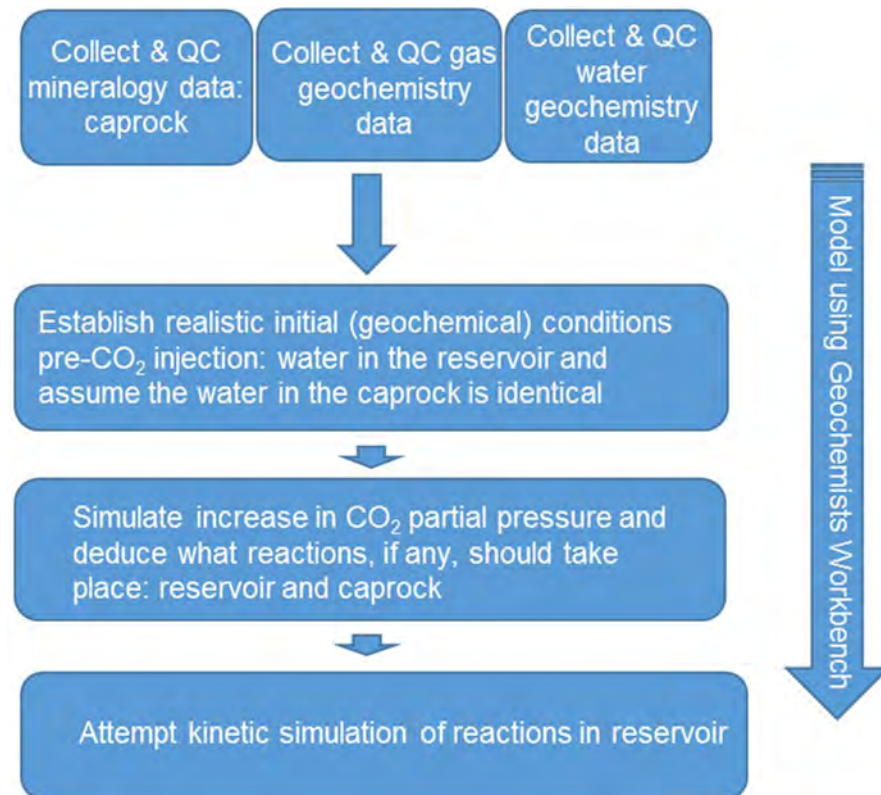 Collect & QC
mineralogy data:
caprock
Collect & QC gas
geochemistry
data
Collect & QC
water
geochemistry
data
Establish realistic initial (geochemical) conditions
pre-CO₂ injection: water in the reservoir and
assume the water in the caprock is identical
Simulate increase in CO₂ partial pressure and
deduce what reactions, if any, should take
place: reservoir and caprock
Attempt kinetic simulation of reactions in reservoir
Model using Geochemists Workbench